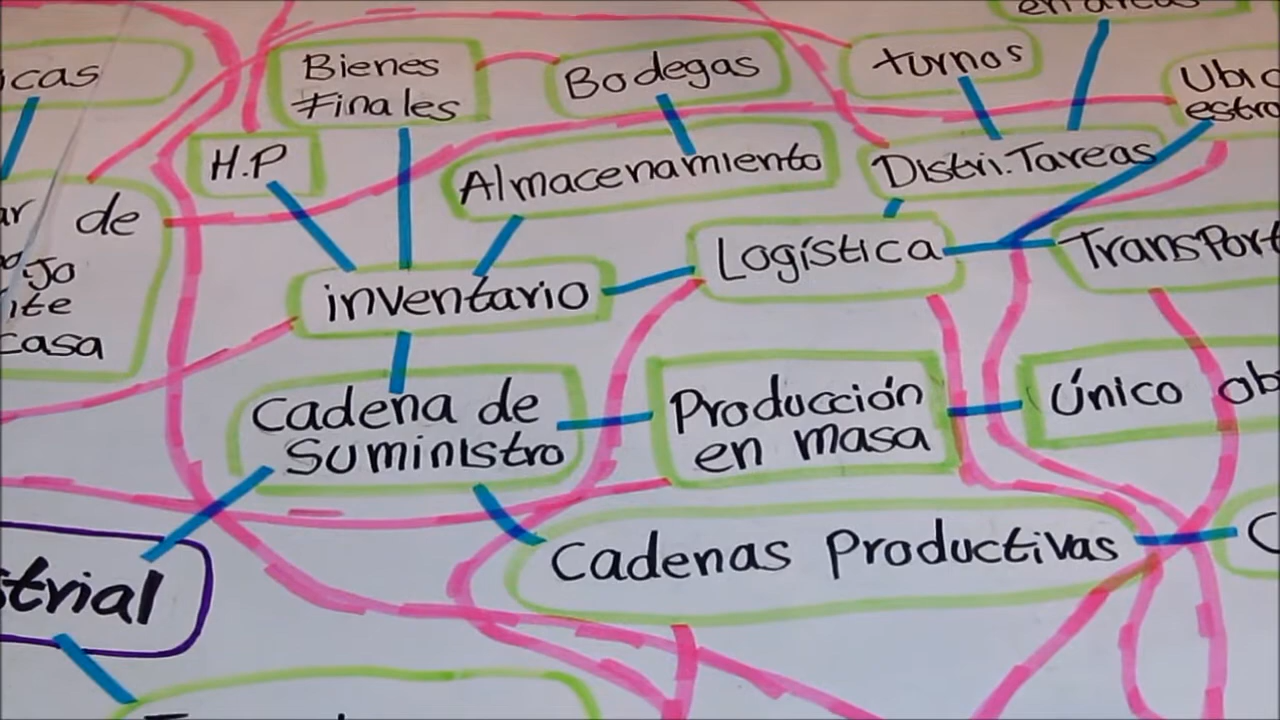 Bienes
Finales
Bodegas
turnos
H.P
Almacenamiento
Distri. Tareas
de
Logística
inventario
casa
Cadena de
Suministro
Producción
en masa
Único
Cadenas Productivas